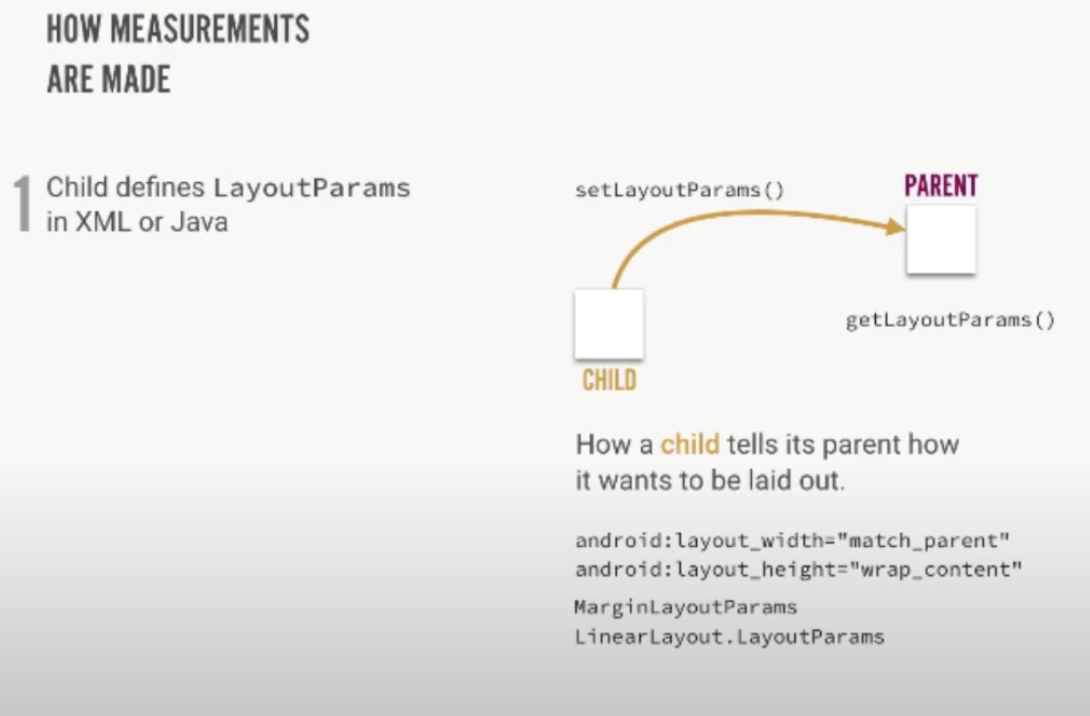 HOW MEASUREMENTS
ARE MADE
1
Child defines LayoutParams
in XML or Java
setLayoutParams()
PARENT
getLayoutParams()
CHILD
How a child tells its parent how
it wants to be laid out.
android:layout_width="match_parent"
android:layout_height="wrap_content"
MarginLayoutParams
LinearLayout.LayoutParams